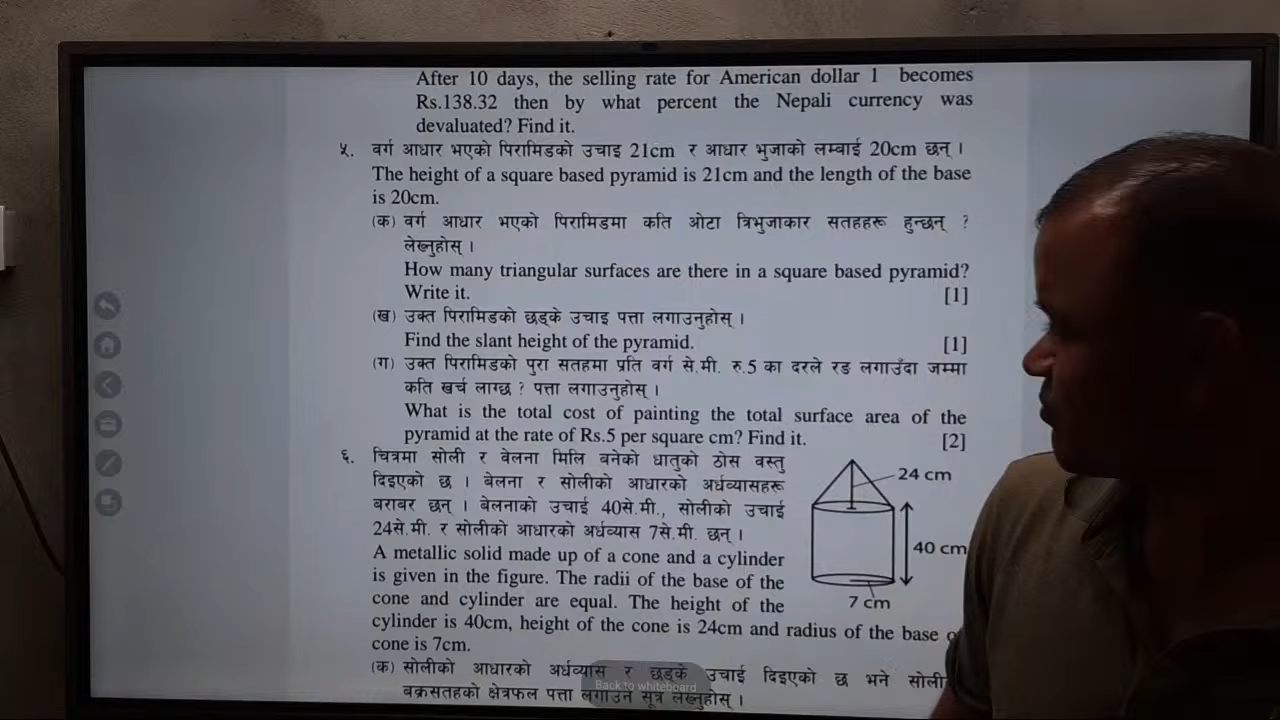 After 10 days, the selling rate for American dollar 1 becomes
Rs.138.32 then by what percent the Nepali currency was
devaluated? Find it.
५. वर्ग आधार भएको पिरामिडको उचाइ 21cm र आधार भुजाको लम्बाई 20cm छन् ।
The height of a square based pyramid is 21cm and the length of the base
is 20cm.
(क) वर्ग आधार भएको पिरामिडमा कति ओटा त्रिभुजाकार सतहहरू हुन्छन् ?
लेख्नुहोस् ।
How many triangular surfaces are there in a square based pyramid?
Write it. [1]
(ख) उक्त पिरामिडको छड्के उचाइ पत्ता लगाउनुहोस् ।
Find the slant height of the pyramid. [1]
(ग) उक्त पिरामिडको पुरा सतहमा प्रति वर्ग से.मी. रु.5 का दरले रङ लगाउँदा जम्मा
कति खर्च लाग्छ ? पत्ता लगाउनुहोस् ।
What is the total cost of painting the total surface area of the
pyramid at the rate of Rs.5 per square cm? Find it. [2]
६. चित्रमा सोली र वेलना मिलि बनेको धातुको ठोस वस्तु
दिइएको छ । बेलना र सोलीको आधारको अर्धव्यासहरू
बराबर छन् । बेलनाको उचाई 40से.मी., सोलीको उचाई
24से.मी. र सोलीको आधारको अर्धव्यास 7से.मी. छन् ।
A metallic solid made up of a cone and a cylinder
is given in the figure. The radii of the base of the
cone and cylinder are equal. The height of the
cylinder is 40cm, height of the cone is 24cm and radius of the base
cone is 7cm.
24 cm
40 cm
7 cm
(क) सोलीको आधारको अर्धव्यास र छड्के उचाई दिइएको छ भने
बक्रसतहको क्षेत्रफल पत्ता लगाउने सूत्र लेख्नुहोस् ।
Back to whiteboard